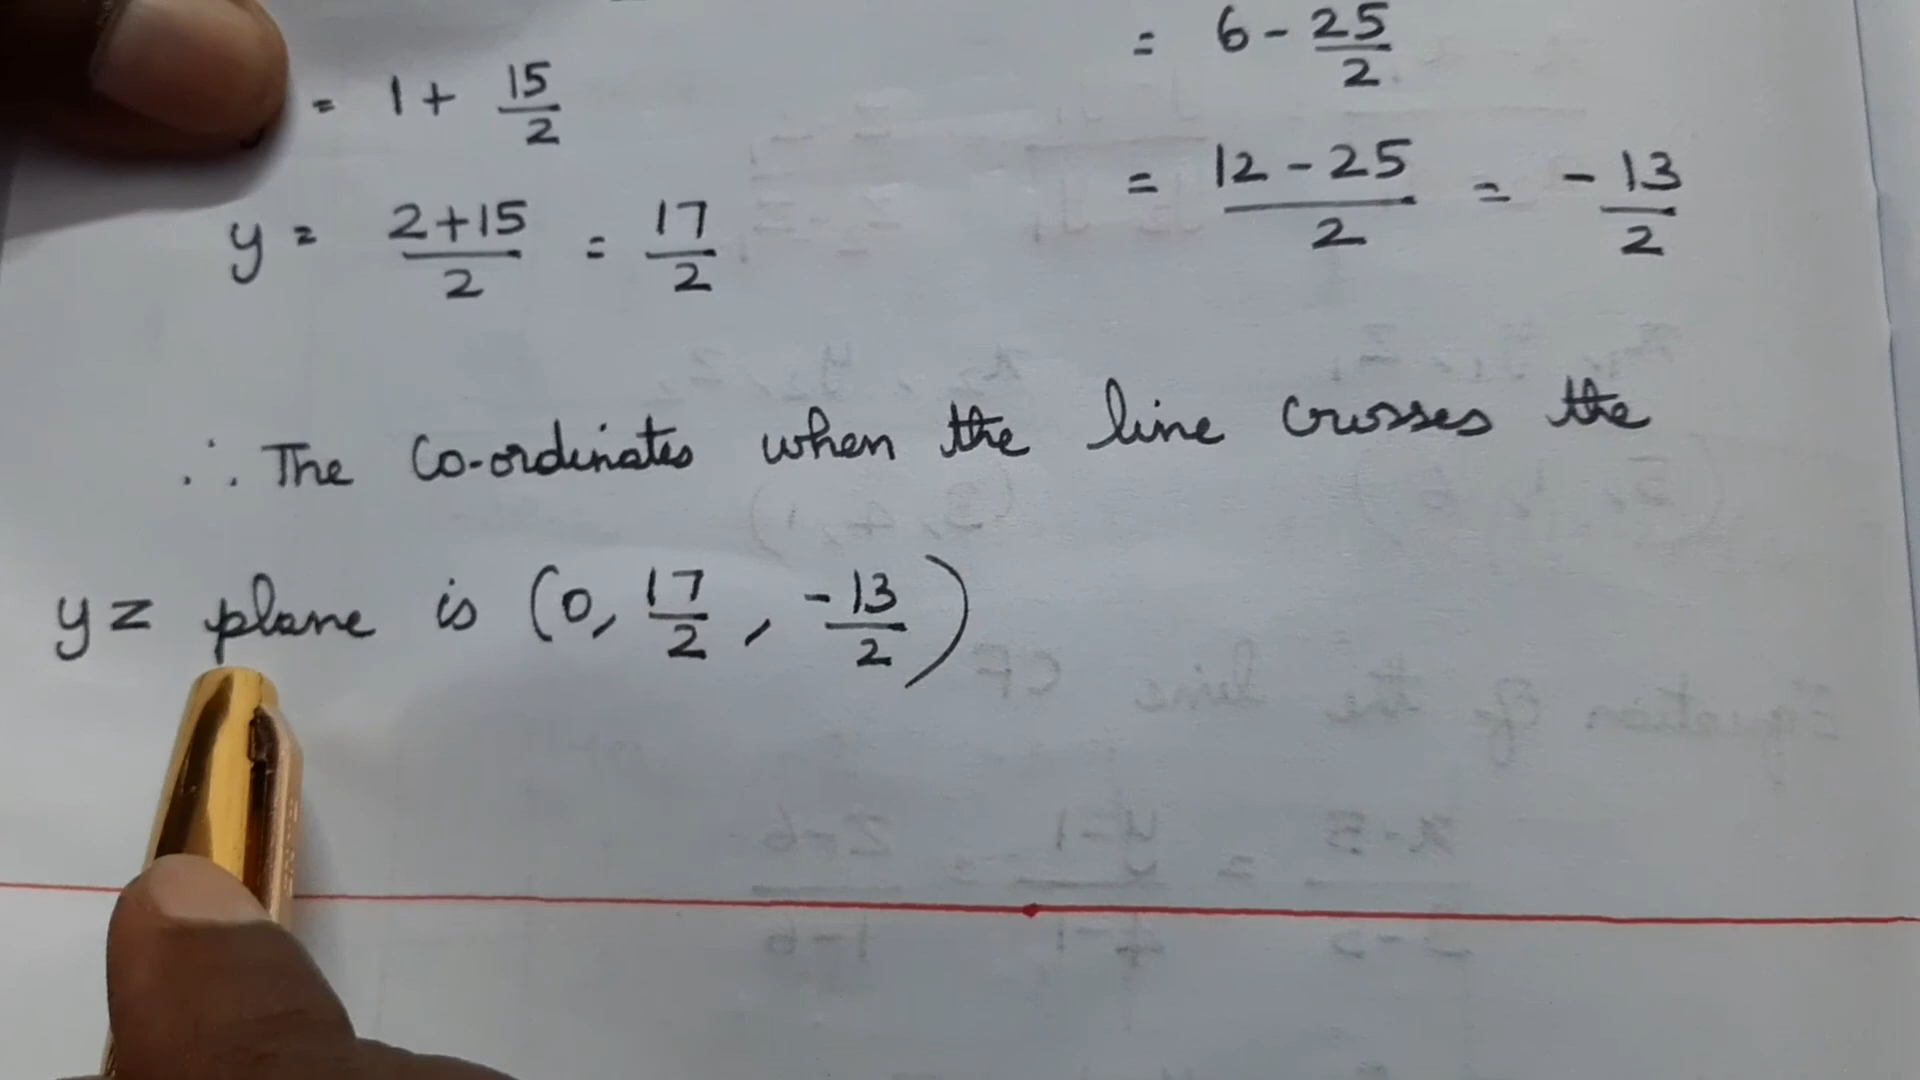 = 1 + 15/2
y = (2+15)/2 = 17/2
= 6 - 25/2
= (12 - 25)/2 = -13/2
∴ The Co-ordinates when the line crosses the
yz plane is (0, 17/2, -13/2)